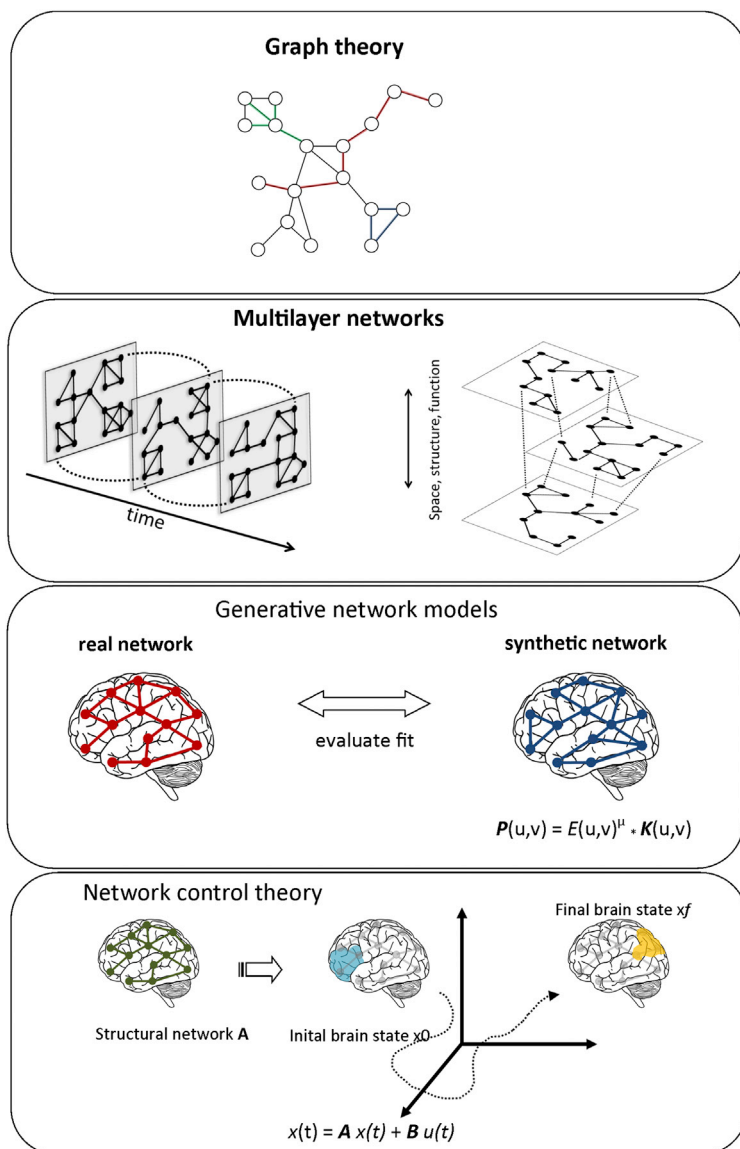 Graph theory
Multilayer networks
time
Space, structure, function
Generative network models
real network
synthetic network
evaluate fit
P(u,v) = E(u,v)^μ * K(u,v)
Network control theory
Final brain state xf
Structural network A
Inital brain state x0
x(t) = A x(t) + B u(t)